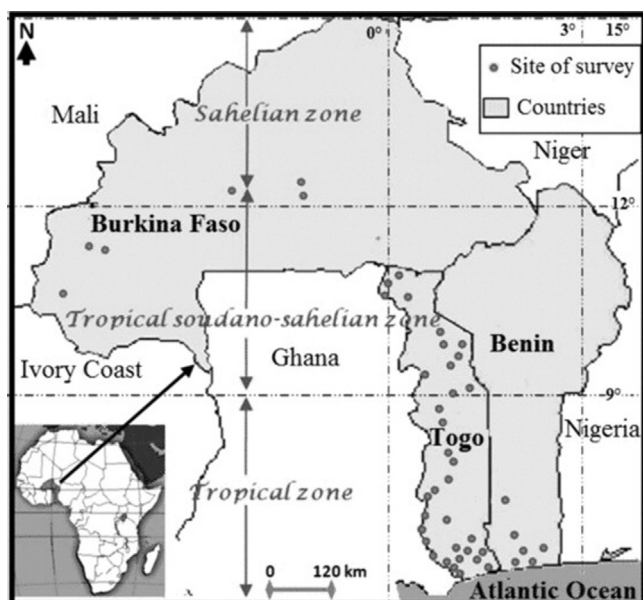 0° 3° 15°
N
Site of survey
Countries
Mali
Sahelian zone
Niger
12°
Burkina Faso
Tropical soudano-sahelian zone
Benin
Ivory Coast
Ghana
9°
Togo
Nigeria
Tropical zone
0 120 km
Atlantic Ocean